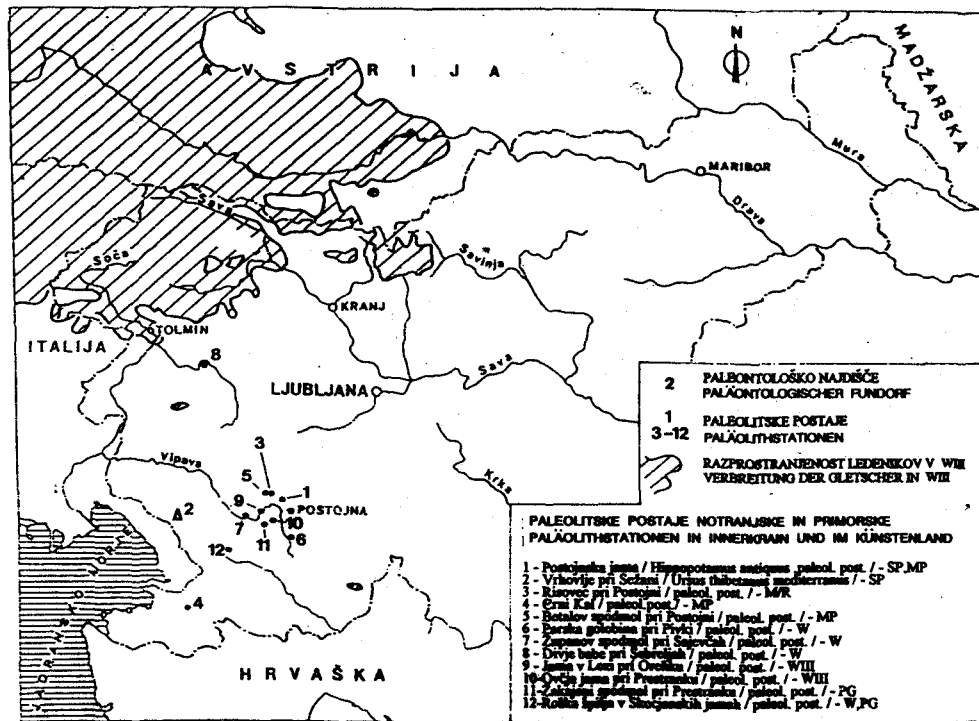 N
AVSTRIJA
MADŽARSKA
Mura
MARIBOR
Drava
Sava
Savinja
Soča
KRANJ
TOLMIN
ITALIJA
8
LJUBLJANA
Sava
Krka
Vipava
3
5
1
9
POSTOJNA
2
7
10
11
6
12
4
JADRANSKO MORJE
HRVAŠKA
2 PALEONTOLOŠKO NAJDIŠČE
PALÄONTOLOGISCHER FUNDORF
1 PALEOLITSKE POSTAJE
3-12 PALÄOLITHSTATIONEN
RAZPROSTRANJENOST LEDENIKOV V WIII
VERBREITUNG DER GLETSCHER IN WIII
PALEOLITSKE POSTAJE NOTRANJSKE IN PRIMORSKE
PALÄOLITHSTATIONEN IN INNERKRAIN UND IM KÜNSTENLAND
1 - Postojnska jama / Hippopotamus antiquus, paleol. post. / - SP,MP
2 - Vrhovlje pri Sežani / Ursus thibetanus mediterraneus / - SP
3 - Risovec pri Postojni / paleol. post. / - M/R
4 - Črni Kal / paleol.post./ - MP
5 - Betalov spodmol pri Postojni / paleol. post. / - MP
6 - Parska golobina pri Pivki / paleol. post. / - W
7 - Županov spodmol pri Sajevčah / paleol. post. / - W
8 - Divje babe pri Šebreljah / paleol. post. / - W
9 - Jama v Lozi pri Orehku / paleol. post. / - WIII
10-Ovčja jama pri Prestranku / paleol. post. / - WIII
11-Zakajeni spodmol pri Prestranku / paleol. post. / - PG
12-Roška špilja v Škocjanskih jamah / paleol. post. / - W,PG